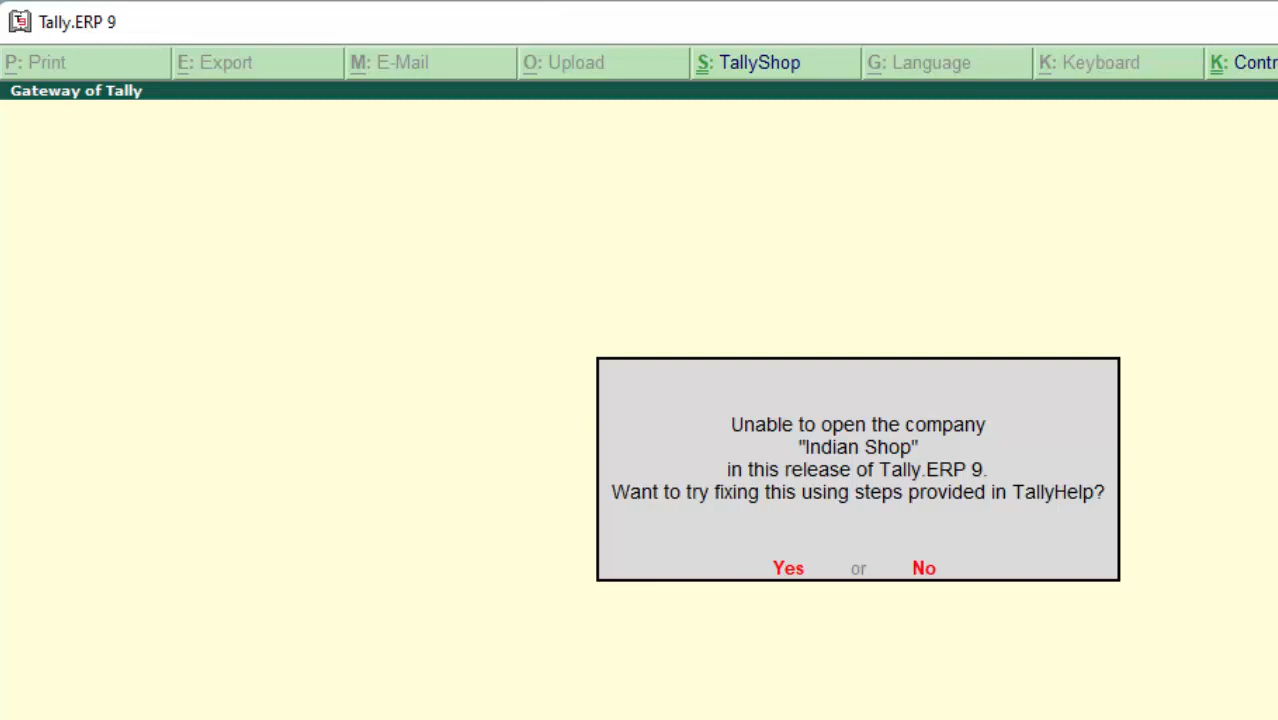 Tally.ERP 9
P: Print E: Export M: E-Mail O: Upload S: TallyShop G: Language K: Keyboard K: Contr
Gateway of Tally
Unable to open the company
"Indian Shop"
in this release of Tally.ERP 9.
Want to try fixing this using steps provided in TallyHelp?
Yes or No